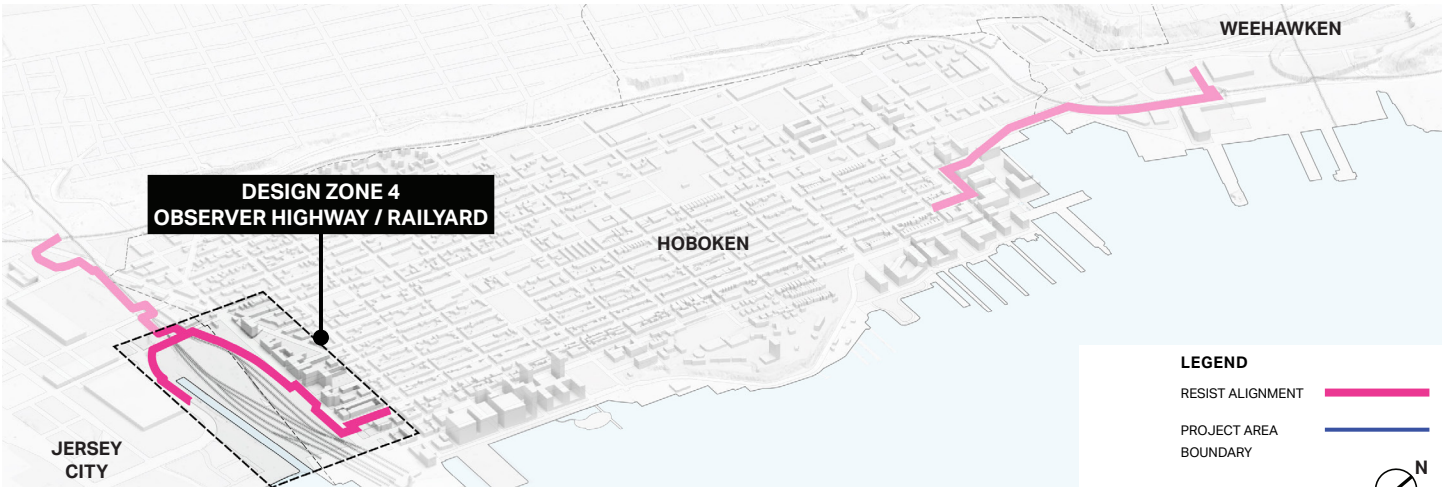 WEEHAWKEN
DESIGN ZONE 4
OBSERVER HIGHWAY / RAILYARD
HOBOKEN
JERSEY
CITY
LEGEND
RESIST ALIGNMENT
PROJECT AREA
BOUNDARY
N